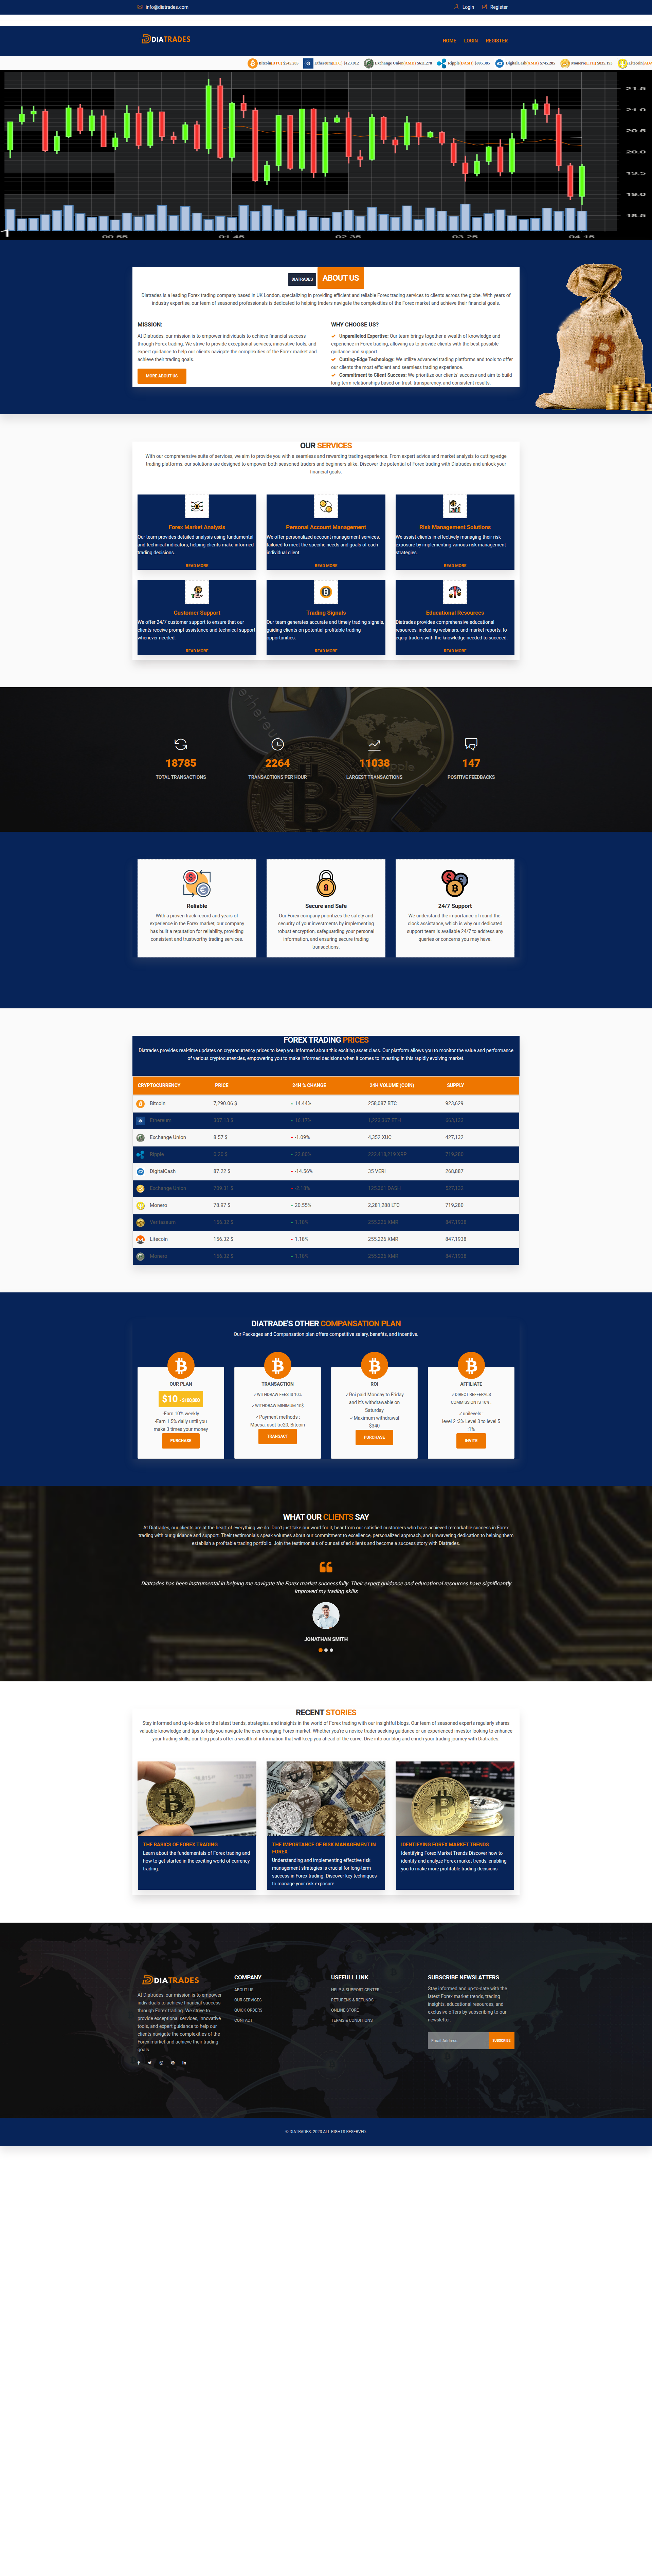 info@diatrades.com
Login
Register
DIATRADES
HOME
LOGIN
REGISTER
Bitcoin(BTC) $545,285
Ethereum(LTC) $123,912
Exchange Union(AMD) $611,278
Ripple(DASH) $995,385
DigitalCash(XMR) $745,285
Monero(ETH) $835,193
21.5
21.0
20.5
20.0
19.5
19.0
18.5
00:55
01:45
02:35
03:25
04:15
DIATRADES
ABOUT US
Diatrades is a leading Forex trading company based in UK London, specializing in providing efficient and reliable Forex trading services to clients across the globe. With years of
industry expertise, our team of seasoned professionals is dedicated to helping traders navigate the complexities of the Forex market and achieve their financial goals.
MISSION:
At Diatrades, our mission is to empower individuals to achieve financial success
through Forex trading. We strive to provide exceptional services, innovative tools, and
expert guidance to help our clients navigate the complexities of the Forex market and
achieve their trading goals.
MORE ABOUT US
WHY CHOOSE US?
Unparalleled Expertise: Our team brings together a wealth of knowledge and
experience in Forex trading, allowing us to provide clients with the best possible
guidance and support.
Cutting-Edge Technology: We utilize advanced trading platforms and tools to offer
our clients the most efficient and seamless trading experience.
Commitment to Client Success: We prioritize our clients' success and aim to build
long-term relationships based on trust, transparency, and consistent results.
OUR SERVICES
With our comprehensive suite of services, we aim to provide you with a seamless and rewarding trading experience. From expert advice and market analysis to cutting-edge
trading platforms, our solutions are designed to empower both seasoned traders and beginners alike. Discover the potential of Forex trading with Diatrades and unlock your
financial goals.
Forex Market Analysis
Our team provides detailed analysis using fundamental
and technical indicators, helping clients make informed
trading decisions.
READ MORE
Personal Account Management
We offer personalized account management services,
tailored to meet the specific needs and goals of each
individual client.
READ MORE
Risk Management Solutions
We assist clients in effectively managing their risk
exposure by implementing various risk management
strategies.
READ MORE
Customer Support
We offer 24/7 customer support to ensure that our
clients receive prompt assistance and technical support
whenever needed.
READ MORE
Trading Signals
Our team generates accurate and timely trading signals,
guiding clients on potential profitable trading
opportunities.
READ MORE
Educational Resources
Diatrades provides comprehensive educational
resources, including webinars, and market reports, to
equip traders with the knowledge needed to succeed.
READ MORE
18785
TOTAL TRANSACTIONS
2264
TRANSACTIONS PER HOUR
11038
LARGEST TRANSACTIONS
147
POSITIVE FEEDBACKS
Reliable
With a proven track record and years of
experience in the Forex market, our company
has built a reputation for reliability, providing
consistent and trustworthy trading services.
Secure and Safe
Our Forex company prioritizes the safety and
security of your investments by implementing
robust encryption, safeguarding your personal
information, and ensuring secure trading
transactions.
24/7 Support
We understand the importance of round-the-
clock assistance, which is why our dedicated
support team is available 24/7 to address any
queries or concerns you may have.
FOREX TRADING PRICES
Diatrades provides real-time updates on cryptocurrency prices to keep you informed about this exciting asset class. Our platform allows you to monitor the value and performance
of various cryptocurrencies, empowering you to make informed decisions when it comes to investing in this rapidly evolving market.
CRYPTOCURRENCY PRICE 24H % CHANGE 24H VOLUME (COIN) SUPPLY
Bitcoin 7,290.06 $ 14.44% 258,087 BTC 923,629
Ethereum
Exchange Union 8.57 $ -1.09% 4,352 XUC 427,132
Ripple
DigitalCash 87.22 $ -14.56% 35 VERI 268,887
Exchange Union
Monero 78.97 $ 20.55% 2,281,288 LTC 719,280
Vertcoeum 156.32 $ 1.18% 255,226 XMR 847,1938
Litecoin 156.32 $ 1.18% 255,226 XMR 847,1938
Monero 156.32 $ 1.18% 255,226 XMR 847,1938
DIATRADE'S OTHER COMPANSATION PLAN
Our Packages and Compansation plan offers competitive salary, benefits, and incentive.
OUR PLAN
-Earn 10% weekly
-Earn 1.5% daily until you
make 3 times your money
PURCHASE
TRANSACTION
✓WITHDRAW FEES IS 10%
✓WITHDRAW MINIMUM 10$
✓Payment methods :
Mpesa, usdt trc20, Bitcoin
TRANSACT
ROI
✓Roi paid Monday to Friday
and it's withdrawable on
Saturday
✓Maximum withdrawal
$340
PURCHASE
AFFILIATE
✓DIRECT REFFERALS
COMMISSION IS 10% .
✓unilevels :
level 2 :3% Level 3 to level 5
:1%
INVITE
WHAT OUR CLIENTS SAY
At Diatrades, our clients are at the heart of everything we do. Don't just take our word for it, hear from our satisfied customers who have achieved remarkable success in Forex
trading with our guidance and support. Their testimonials speak volumes about our commitment to excellence, personalized approach, and unwavering dedication to helping them
establish a profitable trading portfolio. Join the testimonials of our satisfied clients and become a success story with Diatrades.
Diatrades has been instrumental in helping me navigate the Forex market successfully. Their expert guidance and educational resources have significantly
improved my trading skills
JONATHAN SMITH
RECENT STORIES
Stay informed and up-to-date on the latest trends, strategies, and insights in the world of Forex trading with our insightful blogs. Our team of seasoned experts regularly shares
valuable knowledge and tips to help you navigate the ever-changing Forex market. Whether you're a novice trader seeking guidance or an experienced investor looking to enhance
your trading skills, our blog posts offer a wealth of information that will keep you ahead of the curve. Dive into our blog and enrich your trading journey with Diatrades.
THE BASICS OF FOREX TRADING
Learn about the fundamentals of Forex trading and
how to get started in the exciting world of currency
trading.
THE IMPORTANCE OF RISK MANAGEMENT IN
FOREX
Understanding and implementing effective risk
management strategies is crucial for long-term
success in Forex trading. Discover key techniques
to manage your risk exposure
IDENTIFYING FOREX MARKET TRENDS
Identifying Forex Market Trends Discover how to
identify and analyze Forex market trends, enabling
you to make more profitable trading decisions
DIATRADES
At Diatrades, our mission is to empower
individuals to achieve financial success
through Forex trading. We strive to
provide exceptional services, innovative
tools, and expert guidance to help our
clients navigate the complexities of the
Forex market and achieve their trading
goals.
COMPANY
ABOUT US
OUR SERVICES
QUICK ORDERS
CONTACT
USEFULL LINK
HELP & SUPPORT CENTER
RETURENS & REFUNDS
ONLINE STORE
TERMS & CONDITIONS
SUBSCRIBE NEWSLATTERS
Stay informed and up-to-date with the
latest Forex market trends, trading
insights, educational resources, and
exclusive offers by subscribing to our
newsletter.
Email Address...
SUBSCRIBE
© DIATRADES. 2023 ALL RIGHTS RESERVED.